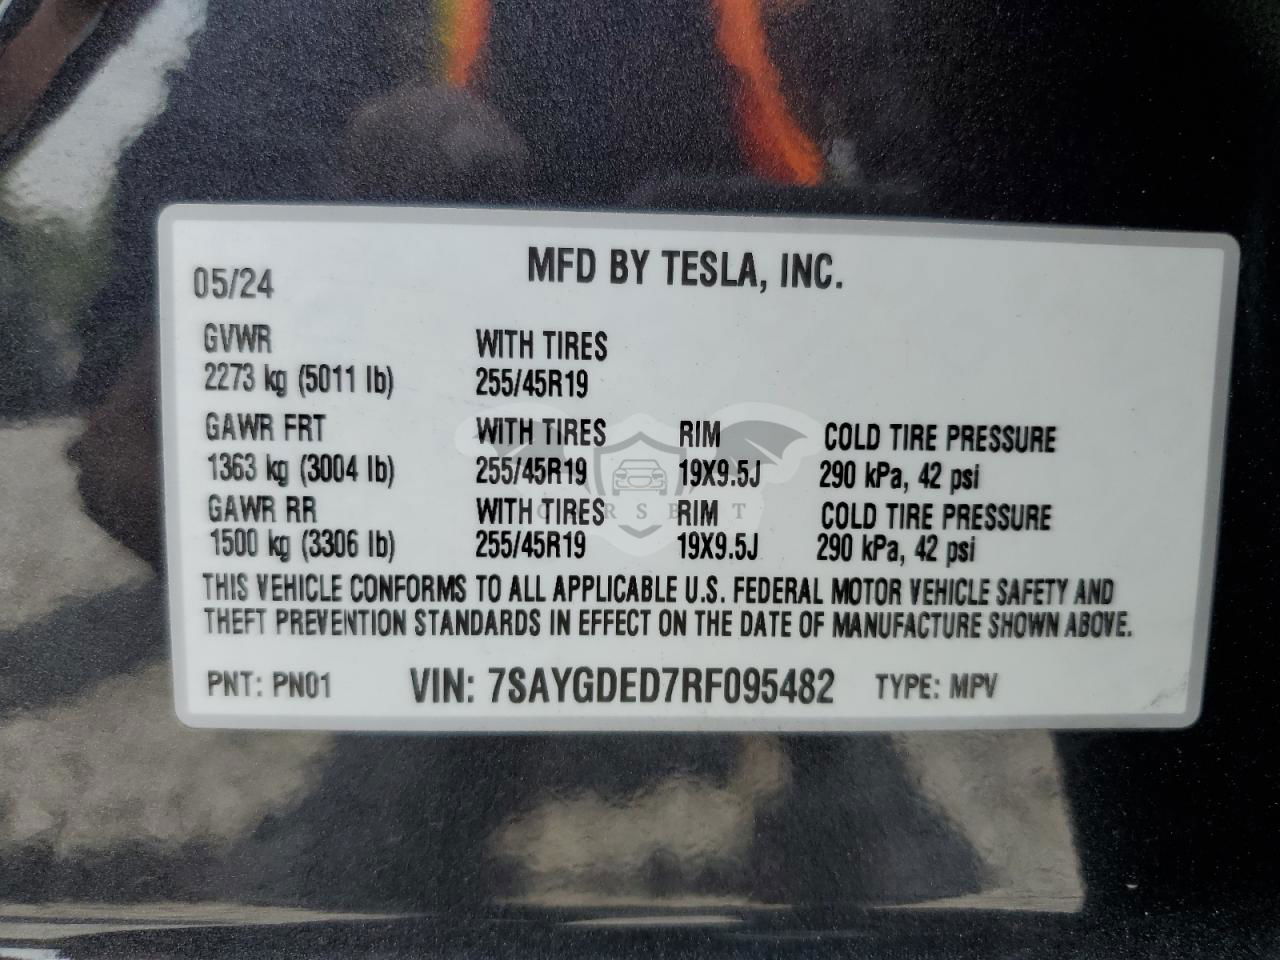 05/24 MFD BY TESLA, INC.
GVWR WITH TIRES
2273 kg (5011 lb) 255/45R19
GAWR FRT WITH TIRES RIM COLD TIRE PRESSURE
1363 kg (3004 lb) 255/45R19 19X9.5J 290 kPa, 42 psi
GAWR RR WITH TIRES RIM COLD TIRE PRESSURE
1500 kg (3306 lb) 255/45R19 19X9.5J 290 kPa, 42 psi
THIS VEHICLE CONFORMS TO ALL APPLICABLE U.S. FEDERAL MOTOR VEHICLE SAFETY AND
THEFT PREVENTION STANDARDS IN EFFECT ON THE DATE OF MANUFACTURE SHOWN ABOVE.
PNT: PN01 VIN: 7SAYGDED7RF095482 TYPE: MPV